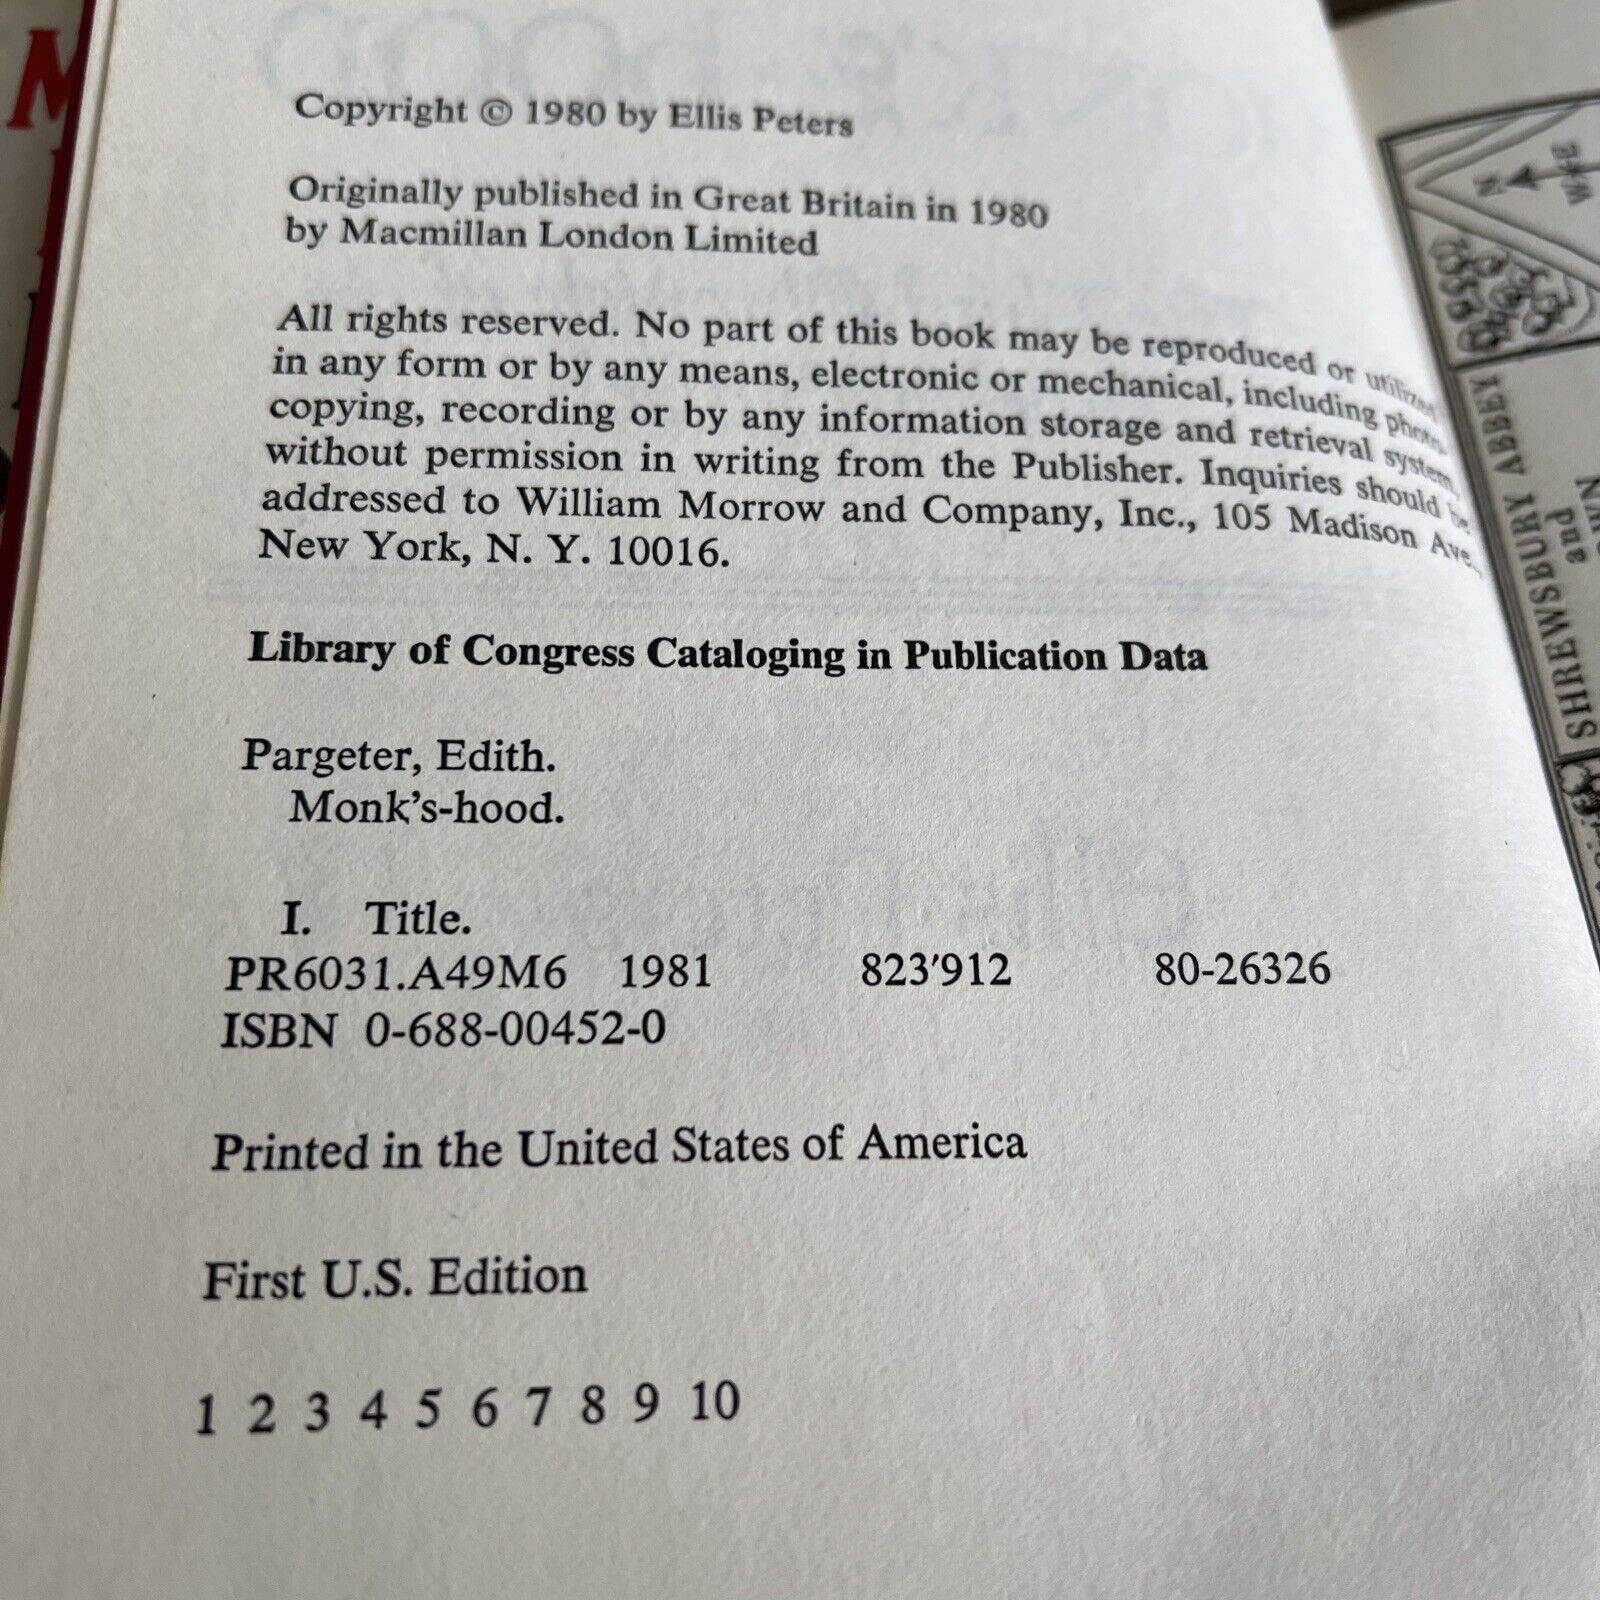 Copyright © 1980 by Ellis Peters
Originally published in Great Britain in 1980
by Macmillan London Limited
All rights reserved. No part of this book may be reproduced or utilized
in any form or by any means, electronic or mechanical, including photo-
copying, recording or by any information storage and retrieval system,
without permission in writing from the Publisher. Inquiries should be
addressed to William Morrow and Company, Inc., 105 Madison Ave.,
New York, N. Y. 10016.
Library of Congress Cataloging in Publication Data
Pargeter, Edith.
Monk's-hood.
I. Title.
PR6031.A49M6 1981 823'912 80-26326
ISBN 0-688-00452-0
Printed in the United States of America
First U.S. Edition
1 2 3 4 5 6 7 8 9 10
N
SHREWSBURY ABBEY
and
M